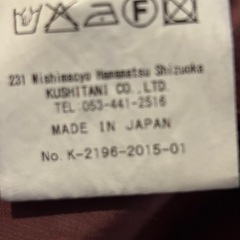 F
231 Nishimacyo Hamamatsu Shizuoka
KUSHITANI CO.,LTD.
TEL:053-441-2516
MADE IN JAPAN
No.K-2196-2015-01